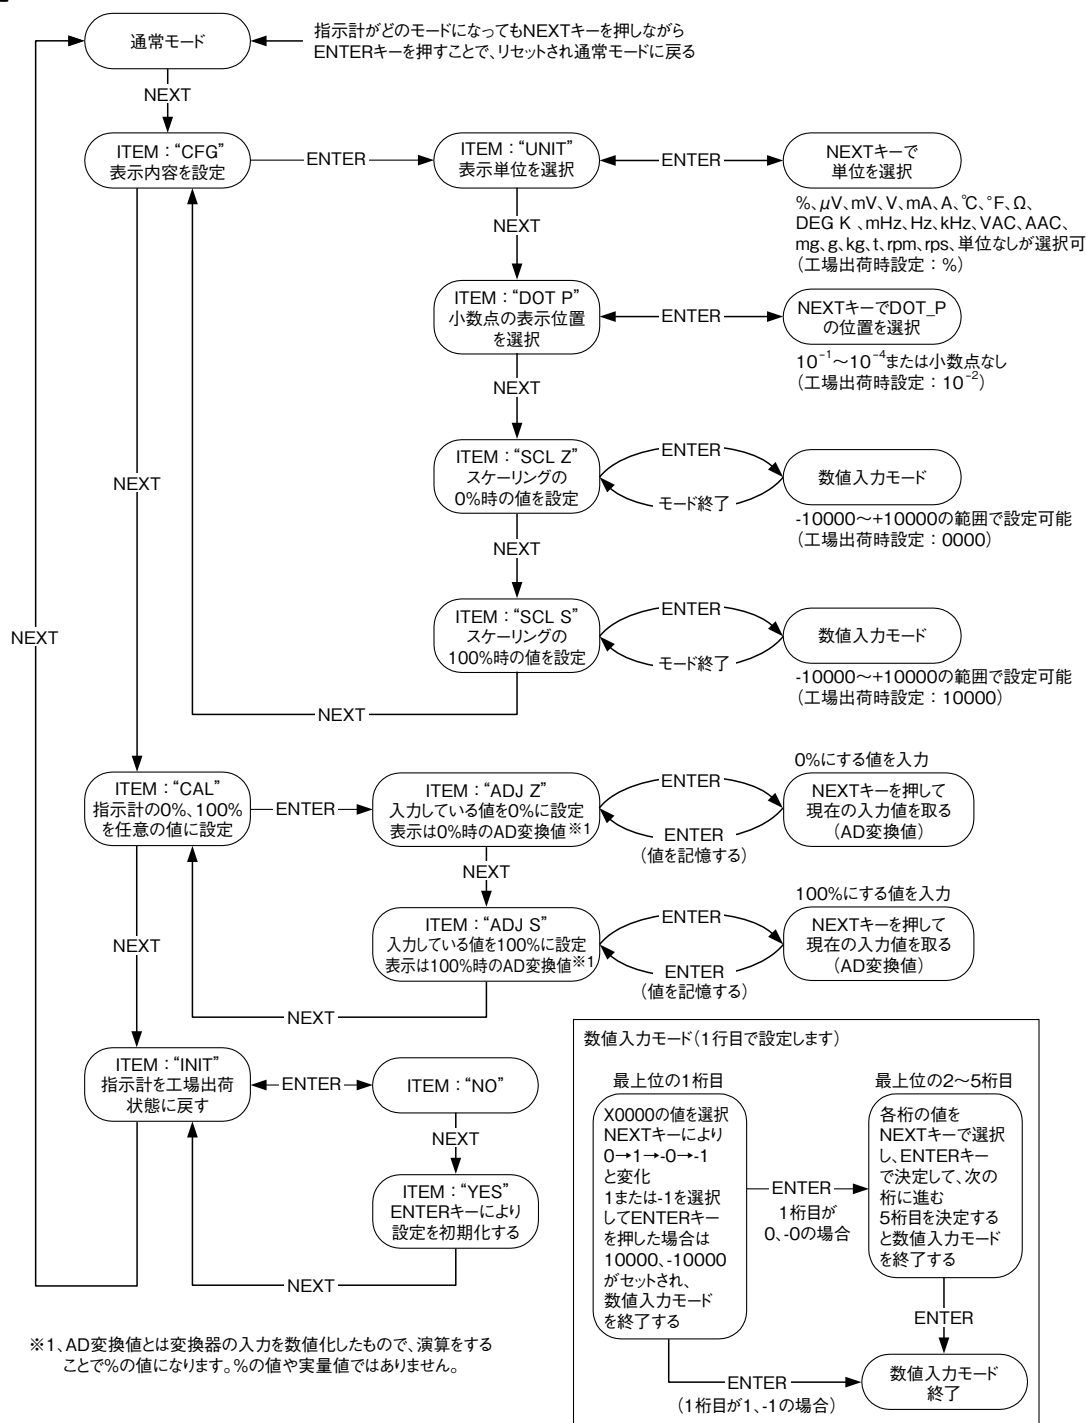 通常モード
指示計がどのモードになってもNEXTキーを押しながら
ENTERキーを押すことで、リセットされ通常モードに戻る
NEXT
ITEM：“CFG”
表示内容を設定
ENTER
ITEM：“UNIT”
表示単位を選択
ENTER
NEXTキーで
単位を選択
%、μV、mV、V、mA、A、℃、°F、Ω、
DEG K 、mHz、Hz、kHz、VAC、AAC、
mg、g、kg、t、rpm、rps、単位なしが選択可
（工場出荷時設定：%）
NEXT
ITEM：“DOT P”
小数点の表示位置
を選択
ENTER
NEXTキーでDOT_P
の位置を選択
10⁻¹～10⁻⁴または小数点なし
（工場出荷時設定：10⁻²）
NEXT
ITEM：“SCL Z”
スケーリングの
0%時の値を設定
ENTER
モード終了
数値入力モード
-10000～+10000の範囲で設定可能
（工場出荷時設定：0000）
NEXT
NEXT
ITEM：“SCL S”
スケーリングの
100%時の値を設定
ENTER
モード終了
数値入力モード
-10000～+10000の範囲で設定可能
（工場出荷時設定：10000）
NEXT
NEXT
ITEM：“CAL”
指示計の0%、100%
を任意の値に設定
ENTER
ITEM：“ADJ Z”
入力している値を0%に設定
表示は0%時のAD変換値※1
ENTER
ENTER
（値を記憶する）
0%にする値を入力
NEXTキーを押して
現在の入力値を取る
（AD変換値）
NEXT
ITEM：“ADJ S”
入力している値を100%に設定
表示は100%時のAD変換値※1
ENTER
ENTER
（値を記憶する）
100%にする値を入力
NEXTキーを押して
現在の入力値を取る
（AD変換値）
NEXT
NEXT
ITEM：“INIT”
指示計を工場出荷
状態に戻す
ENTER
ITEM：“NO”
NEXT
ITEM：“YES”
ENTERキーにより
設定を初期化する
NEXT
数値入力モード（1行目で設定します）
最上位の1桁目
X0000の値を選択
NEXTキーにより
0→1→-0→-1
と変化
1または-1を選択
してENTERキー
を押した場合は
10000、-10000
がセットされ、
数値入力モード
を終了する
ENTER
1桁目が
0、-0の場合
最上位の2～5桁目
各桁の値を
NEXTキーで選択
し、ENTERキー
で決定して、次の
桁に進む
5桁目を決定する
と数値入力モード
を終了する
ENTER
ENTER
（1桁目が1、-1の場合）
数値入力モード
終了
※1、AD変換値とは変換器の入力を数値化したもので、演算をする
ことで%の値になります。%の値や実量値ではありません。